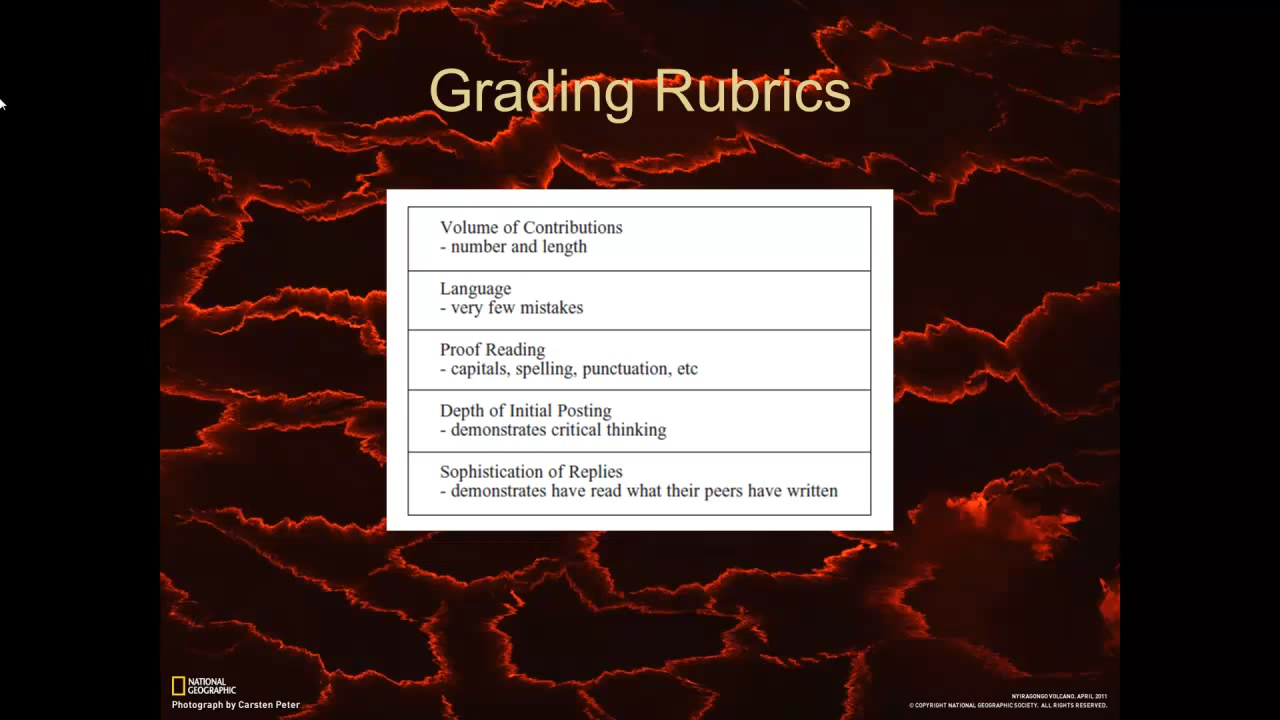 Grading Rubrics
Volume of Contributions
- number and length
Language
- very few mistakes
Proof Reading
- capitals, spelling, punctuation, etc
Depth of Initial Posting
- demonstrates critical thinking
Sophistication of Replies
- demonstrates have read what their peers have written
NATIONAL
GEOGRAPHIC
Photograph by Carsten Peter
NYIRAGONGO VOLCANO, APRIL 2011
© COPYRIGHT NATIONAL GEOGRAPHIC SOCIETY. ALL RIGHTS RESERVED.